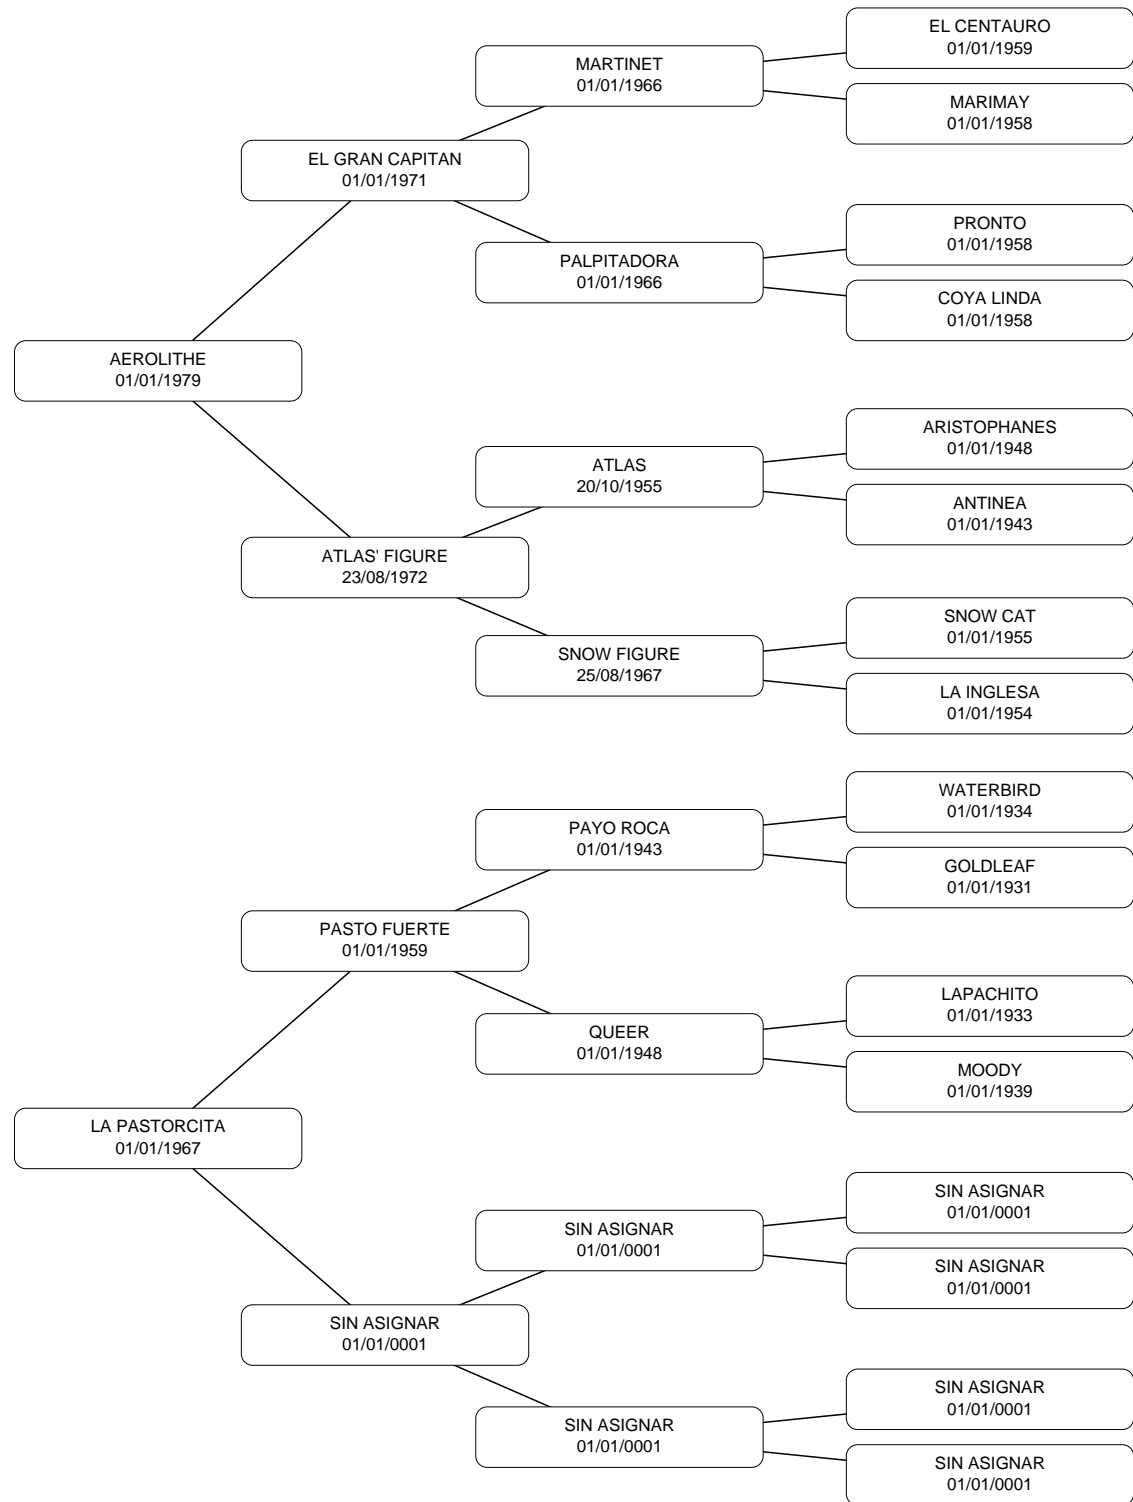 EL CENTAURO
01/01/1959
MARTINET
01/01/1966
MARIMAY
01/01/1958
EL GRAN CAPITAN
01/01/1971
PRONTO
01/01/1958
PALPITADORA
01/01/1966
COYA LINDA
01/01/1958
AEROLITHE
01/01/1979
ARISTOPHANES
01/01/1948
ATLAS
20/10/1955
ANTINEA
01/01/1943
ATLAS' FIGURE
23/08/1972
SNOW CAT
01/01/1955
SNOW FIGURE
25/08/1967
LA INGLESA
01/01/1954
WATERBIRD
01/01/1934
PAYO ROCA
01/01/1943
GOLDLEAF
01/01/1931
PASTO FUERTE
01/01/1959
LAPACHITO
01/01/1933
QUEER
01/01/1948
MOODY
01/01/1939
LA PASTORCITA
01/01/1967
SIN ASIGNAR
01/01/0001
SIN ASIGNAR
01/01/0001
SIN ASIGNAR
01/01/0001
SIN ASIGNAR
01/01/0001
SIN ASIGNAR
01/01/0001
SIN ASIGNAR
01/01/0001
SIN ASIGNAR
01/01/0001